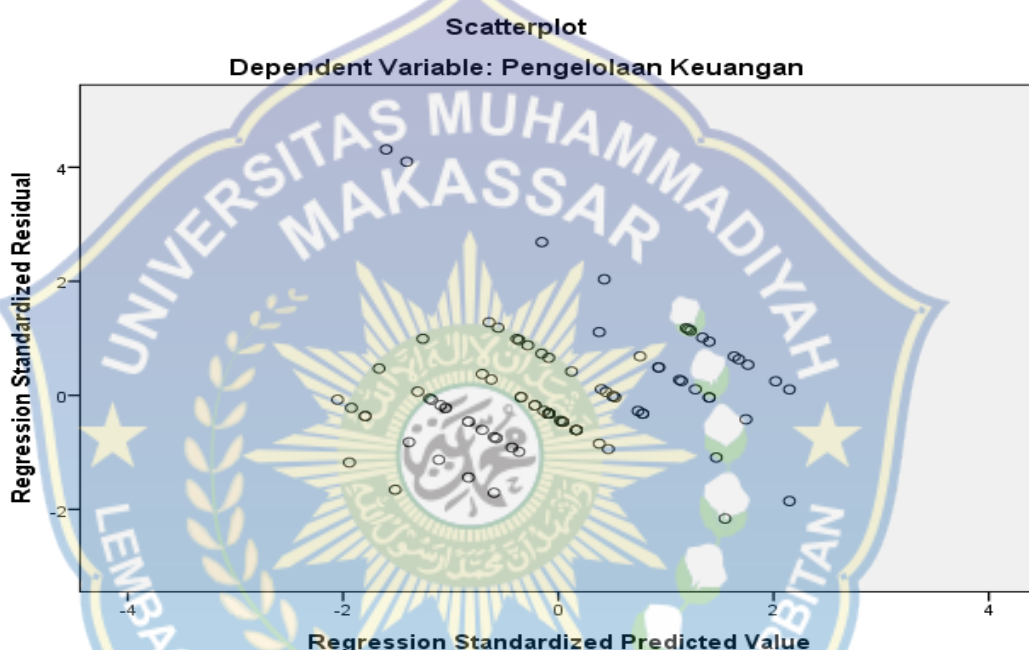 Scatterplot
Dependent Variable: Pengelolaan Keuangan
UNIVERSITAS MUHAMMADIYAH
MAKASSAR
Regression Standardized Residual
4
2
0
-2
-4
-2
0
2
4
LEMBA
RBITAN
Regression Standardized Predicted Value